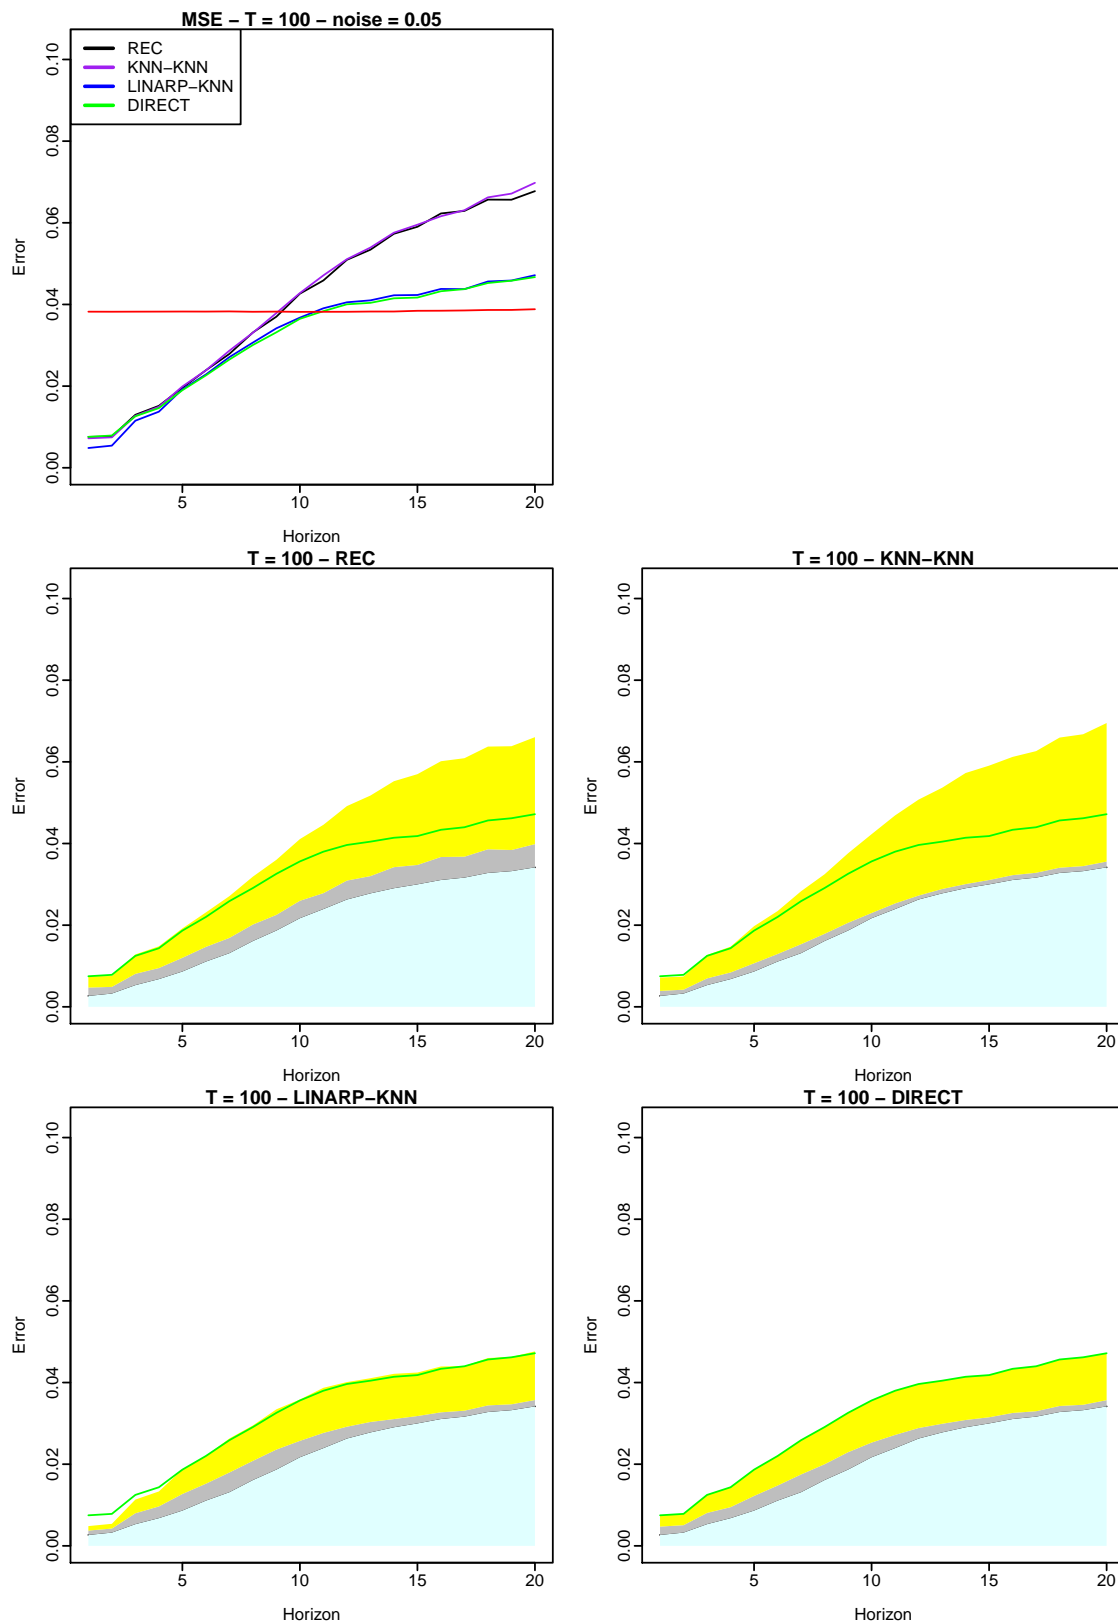 MSE − T = 100 − noise = 0.05
REC
KNN−KNN
LINARP−KNN
DIRECT
Error
0.00 0.02 0.04 0.06 0.08 0.10
5 10 15 20
Horizon
T = 100 − REC
Error
0.00 0.02 0.04 0.06 0.08 0.10
5 10 15 20
Horizon
T = 100 − KNN−KNN
Error
0.00 0.02 0.04 0.06 0.08 0.10
5 10 15 20
Horizon
T = 100 − LINARP−KNN
Error
0.00 0.02 0.04 0.06 0.08 0.10
5 10 15 20
Horizon
T = 100 − DIRECT
Error
0.00 0.02 0.04 0.06 0.08 0.10
5 10 15 20
Horizon